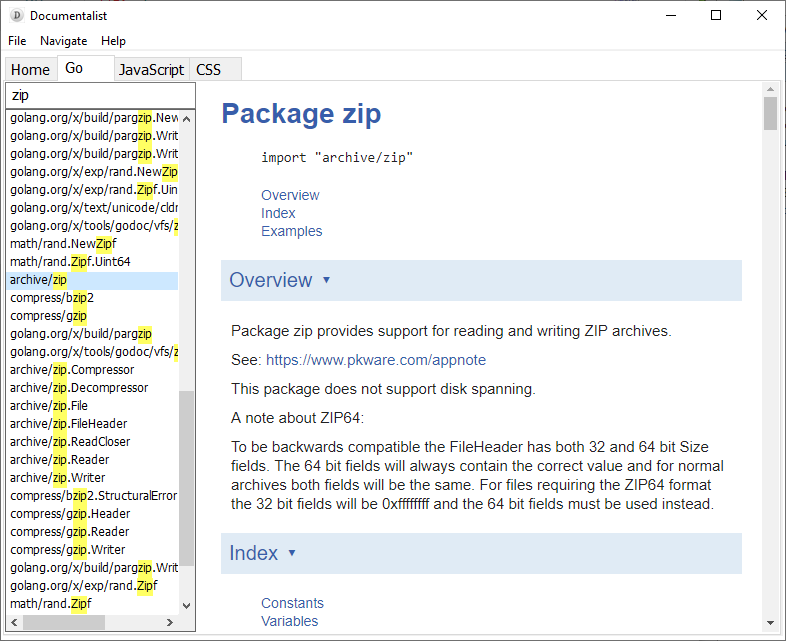 Documentalist
File Navigate Help
Home Go JavaScript CSS
zip
golang.org/x/build/pargzip.New
golang.org/x/build/pargzip.Writ
golang.org/x/build/pargzip.Writ
golang.org/x/exp/rand.NewZip
golang.org/x/exp/rand.Zipf.Uin
golang.org/x/text/unicode/cldr
golang.org/x/tools/godoc/vfs/z
math/rand.NewZipf
math/rand.Zipf.Uint64
archive/zip
compress/bzip2
compress/gzip
golang.org/x/build/pargzip
golang.org/x/tools/godoc/vfs/z
archive/zip.Compressor
archive/zip.Decompressor
archive/zip.File
archive/zip.FileHeader
archive/zip.ReadCloser
archive/zip.Reader
archive/zip.Writer
compress/bzip2.StructuralError
compress/gzip.Header
compress/gzip.Reader
compress/gzip.Writer
golang.org/x/build/pargzip.Writ
golang.org/x/exp/rand.Zipf
math/rand.Zipf
Package zip
import "archive/zip"
Overview
Index
Examples
Overview ▾
Package zip provides support for reading and writing ZIP archives.
See: https://www.pkware.com/appnote
This package does not support disk spanning.
A note about ZIP64:
To be backwards compatible the FileHeader has both 32 and 64 bit Size
fields. The 64 bit fields will always contain the correct value and for normal
archives both fields will be the same. For files requiring the ZIP64 format
the 32 bit fields will be 0xffffffff and the 64 bit fields must be used instead.
Index ▾
Constants
Variables